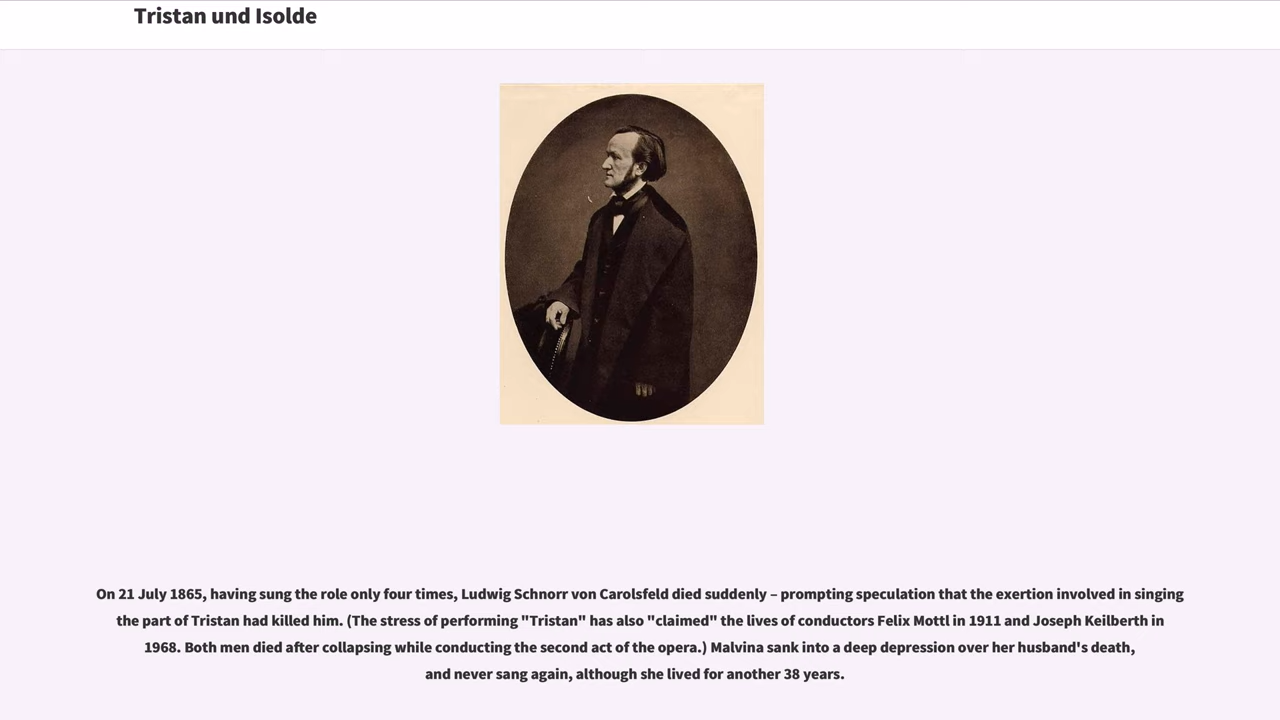 Tristan und Isolde
On 21 July 1865, having sung the role only four times, Ludwig Schnorr von Carolsfeld died suddenly – prompting speculation that the exertion involved in singing
the part of Tristan had killed him. (The stress of performing "Tristan" has also "claimed" the lives of conductors Felix Mottl in 1911 and Joseph Keilberth in
1968. Both men died after collapsing while conducting the second act of the opera.) Malvina sank into a deep depression over her husband's death,
and never sang again, although she lived for another 38 years.